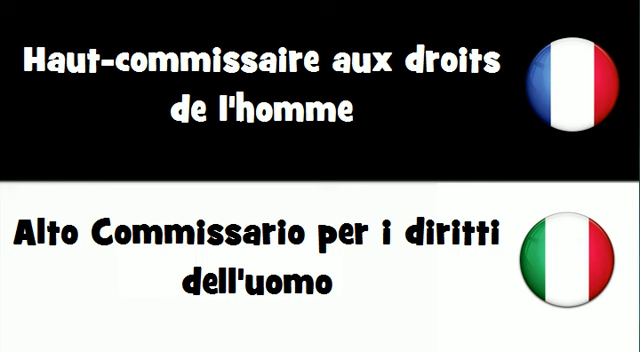 Haut-commissaire aux droits
de l'homme
Alto Commissario per i diritti
dell'uomo